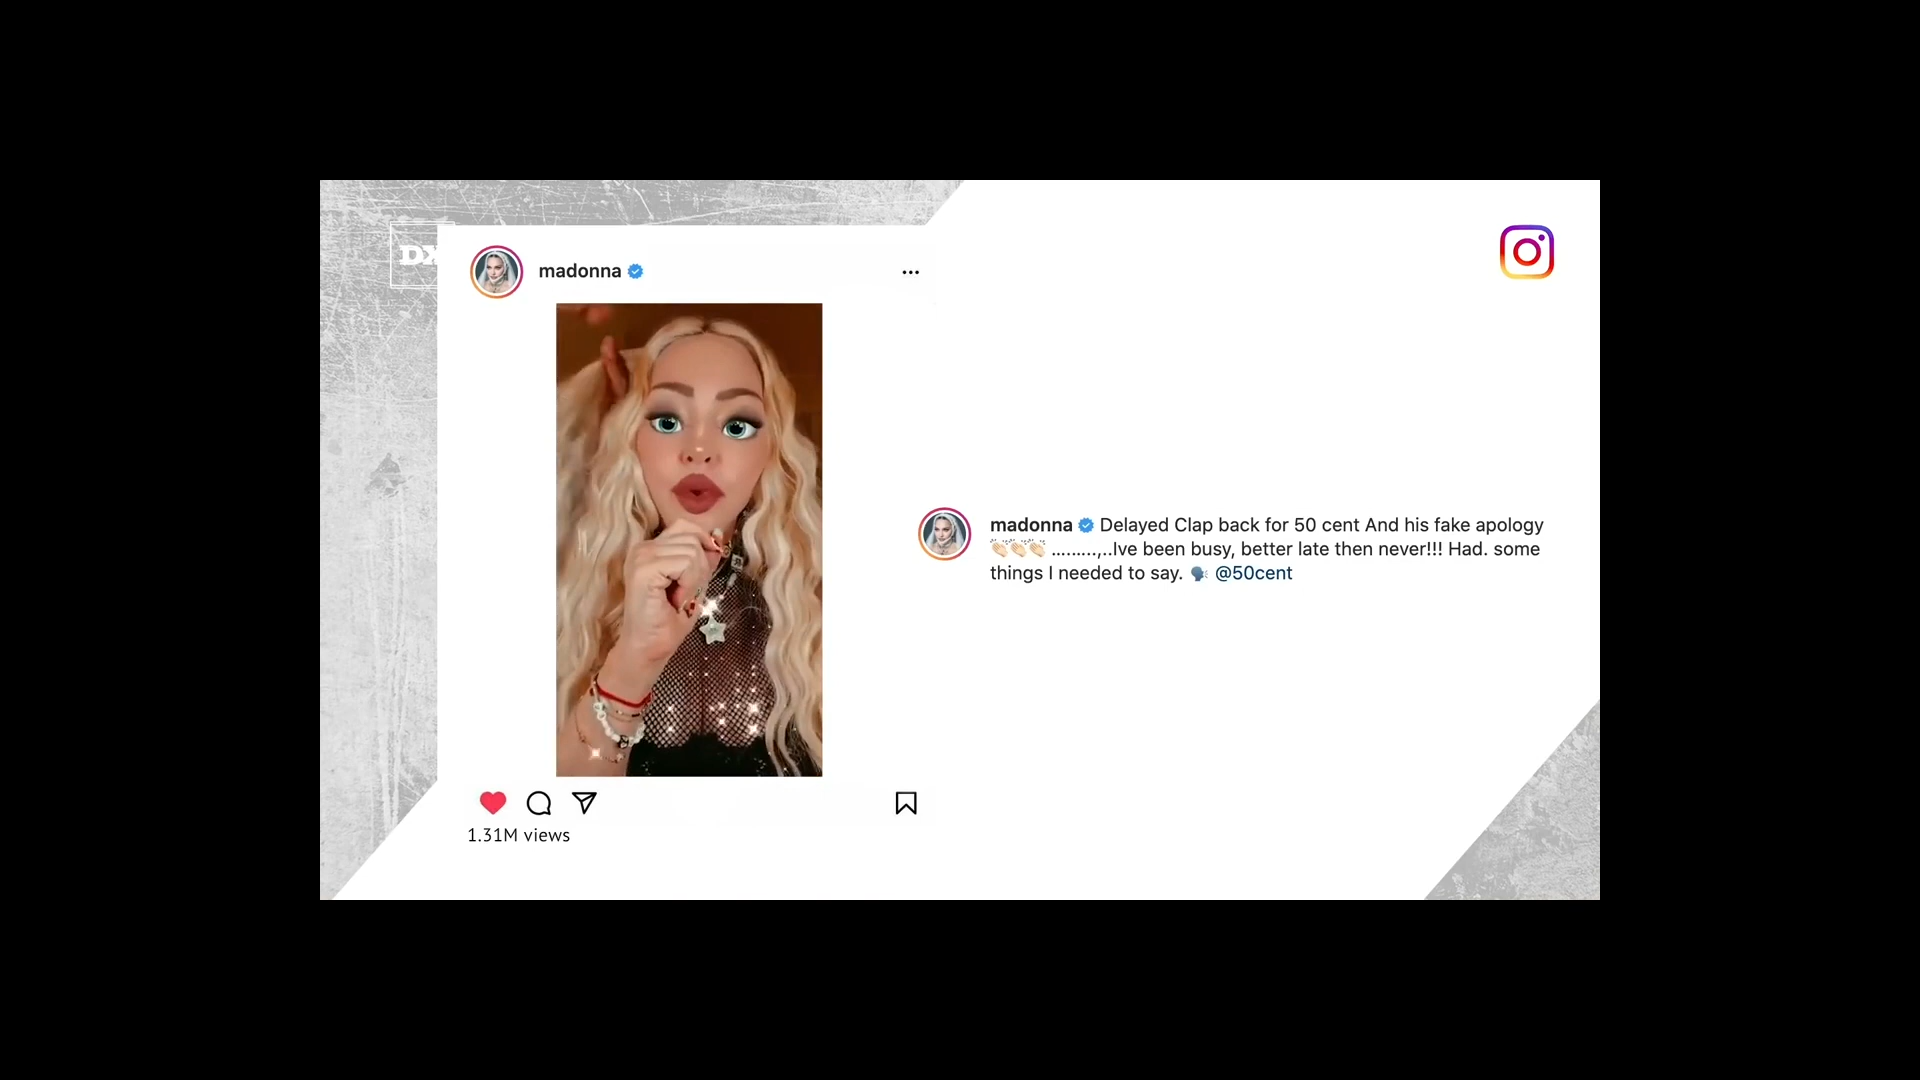 DX
madonna
madonna Delayed Clap back for 50 cent And his fake apology
👏🏻👏🏻👏🏻 ………,..Ive been busy, better late then never!!! Had. some
things I needed to say. 🗣️ @50cent
1.31M views